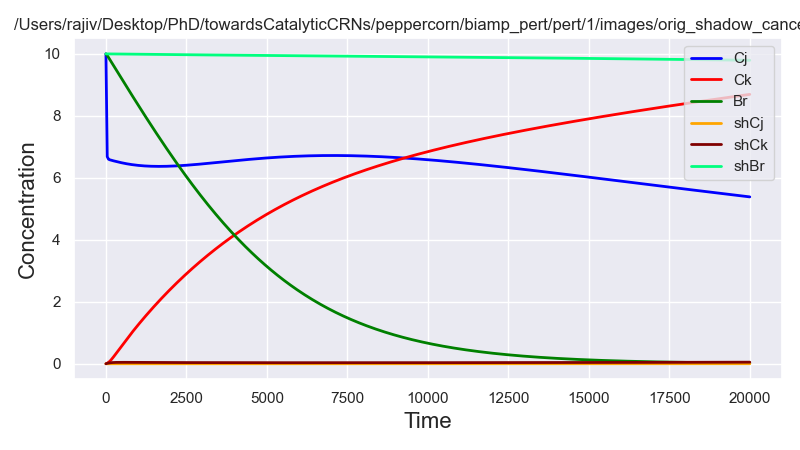 /Users/rajiv/Desktop/PhD/towardsCatalyticCRNs/peppercorn/biamp_pert/pert/1/images/orig_shadow_cance
10
8
6
4
2
0
Concentration
Cj
Ck
Br
shCj
shCk
shBr
0 2500 5000 7500 10000 12500 15000 17500 20000
Time